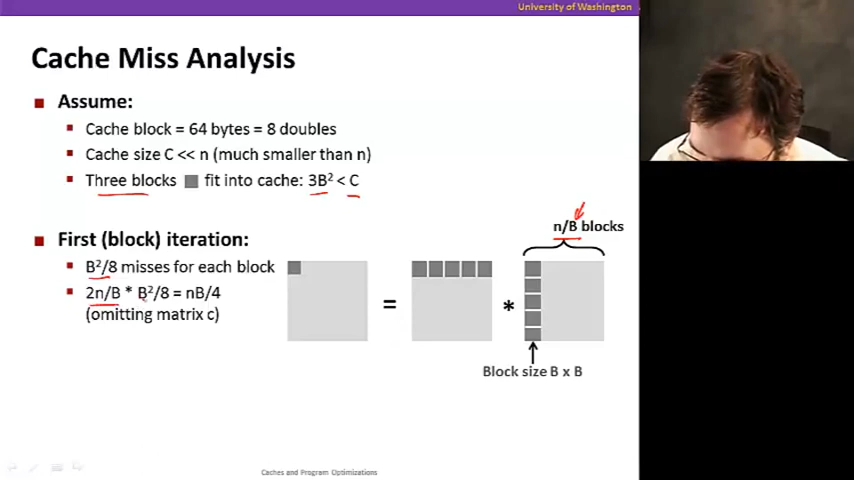 University of Washington
Cache Miss Analysis
Assume:
Cache block = 64 bytes = 8 doubles
Cache size C << n (much smaller than n)
Three blocks fit into cache: 3B² < C
n/B blocks
First (block) iteration:
B²/8 misses for each block
2n/B * B²/8 = nB/4
(omitting matrix c)
= *
Block size B x B
Caches and Program Optimizations